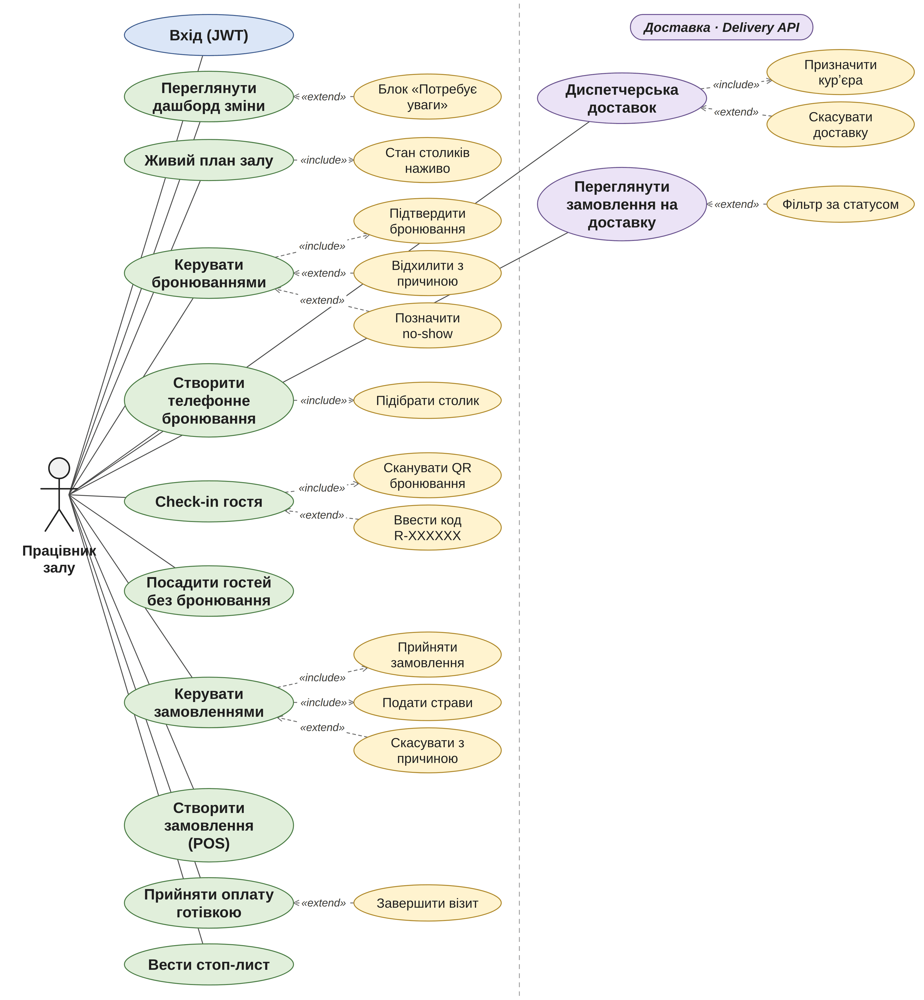 Вхід (JWT)
Переглянути
дашборд зміни
«extend»
Блок «Потребує
уваги»
Живий план залу
«include»
Стан столиків
наживо
Керувати
бронюваннями
«include»
Підтвердити
бронювання
«extend»
Відхилити з
причиною
«extend»
Позначити
no-show
Створити
телефонне
бронювання
«include»
Підібрати столик
Працівник
залу
Check-in гостя
«include»
Сканувати QR
бронювання
«extend»
Ввести код
R-XXXXXX
Посадити гостей
без бронювання
Керувати
замовленнями
«include»
Прийняти
замовлення
«include»
Подати страви
«extend»
Скасувати з
причиною
Створити
замовлення
(POS)
Прийняти оплату
готівкою
«extend»
Завершити візит
Вести стоп-лист
Доставка · Delivery API
Диспетчерська
доставок
«include»
Призначити
кур’єра
«extend»
Скасувати
доставку
Переглянути
замовлення на
доставку
«extend»
Фільтр за статусом